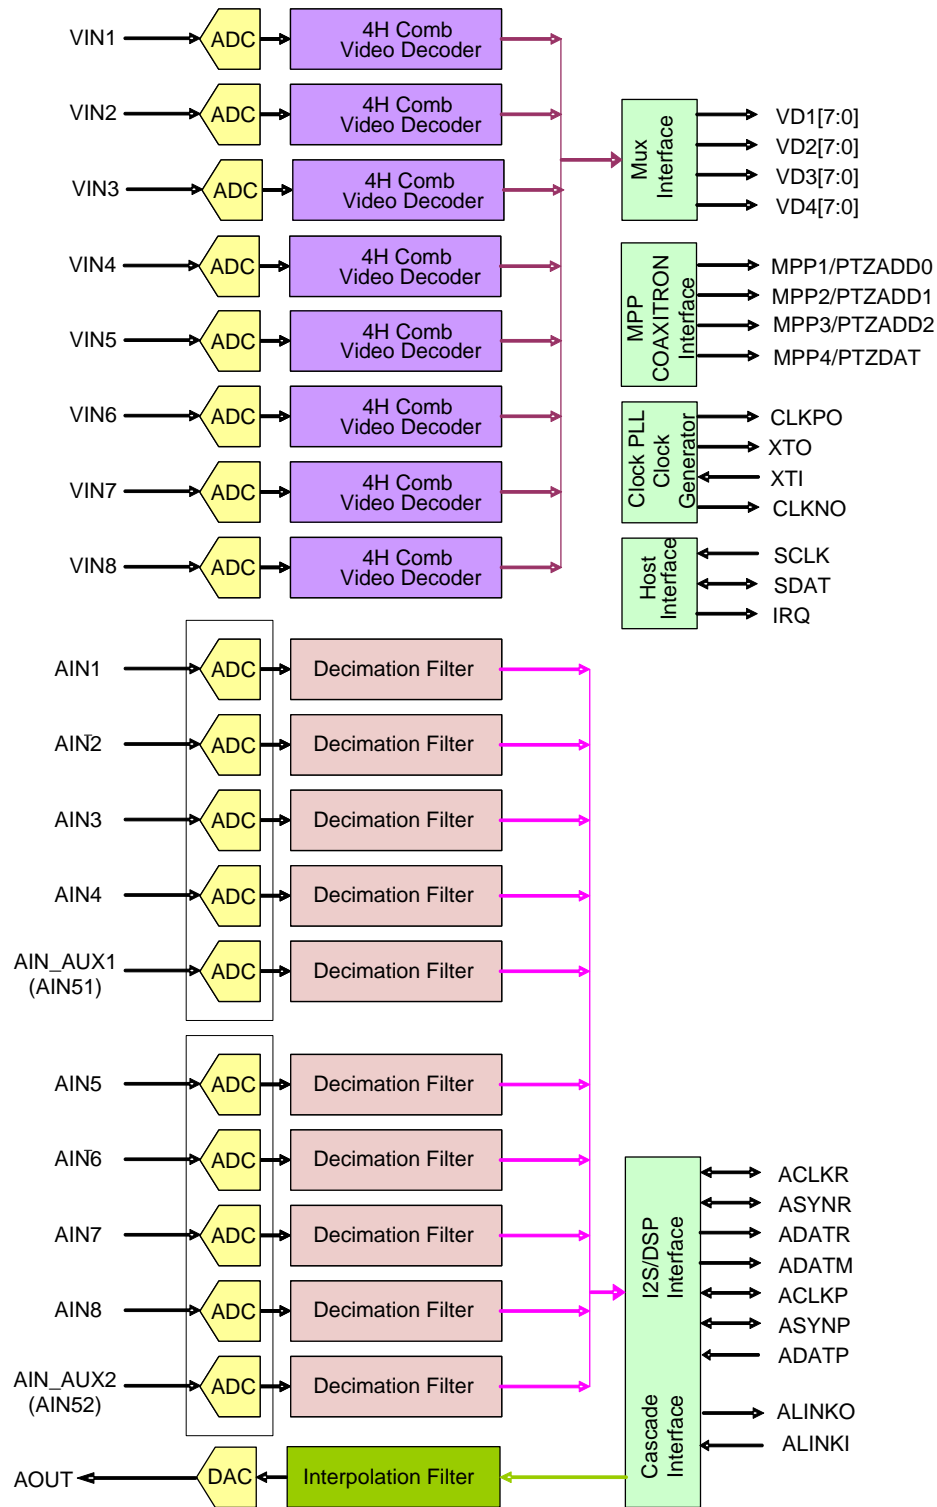 VIN1
ADC
4H Comb
Video Decoder
VIN2
ADC
4H Comb
Video Decoder
VIN3
ADC
4H Comb
Video Decoder
VIN4
ADC
4H Comb
Video Decoder
VIN5
ADC
4H Comb
Video Decoder
VIN6
ADC
4H Comb
Video Decoder
VIN7
ADC
4H Comb
Video Decoder
VIN8
ADC
4H Comb
Video Decoder
Mux
Interface
VD1[7:0]
VD2[7:0]
VD3[7:0]
VD4[7:0]
MPP
COAXITRON
Interface
MPP1/PTZADD0
MPP2/PTZADD1
MPP3/PTZADD2
MPP4/PTZDAT
Clock PLL
Clock
Generator
CLKPO
XTO
XTI
CLKNO
Host
Interface
SCLK
SDAT
IRQ
AIN1
ADC
Decimation Filter
AIN2
ADC
Decimation Filter
AIN3
ADC
Decimation Filter
AIN4
ADC
Decimation Filter
AIN_AUX1
(AIN51)
ADC
Decimation Filter
AIN5
ADC
Decimation Filter
AIN6
ADC
Decimation Filter
AIN7
ADC
Decimation Filter
AIN8
ADC
Decimation Filter
AIN_AUX2
(AIN52)
ADC
Decimation Filter
I2S/DSP
Interface
ACLKR
ASYNR
ADATR
ADATM
ACLKP
ASYNP
ADATP
Cascade
Interface
ALINKO
ALINKI
AOUT
DAC
Interpolation Filter